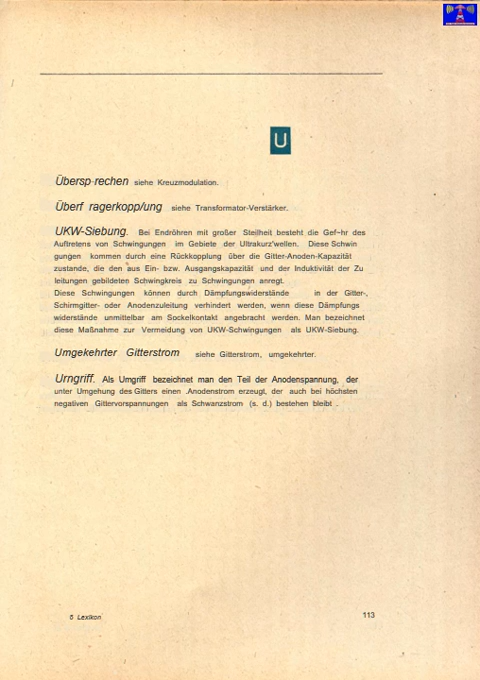 U
Übersp-rechen siehe Kreuzmodulation.
Überf ragerkopp/ung siehe Transformator-Verstärker.
UKW-Siebung. Bei Endröhren mit großer Steilheit besteht die Gef~hr des
Auftretens von Schwingungen im Gebiete der Ultrakurz'wellen. Diese Schwin
gungen kommen durch eine Rückkopplung über die Gitter-Anoden-Kapazität
zustande, die den aus Ein- bzw. Ausgangskapazität und der Induktivität der Zu
leitungen gebildeten Schwingkreis zu Schwingungen anregt.
Diese Schwingungen können durch Dämpfungswiderstände in der Gitter-,
Schirmgitter- oder Anodenzuleitung verhindert werden, wenn diese Dämpfungs
widerstände unmittelbar am Sockelkontakt angebracht werden. Man bezeichnet
diese Maßnahme zur Vermeidung von UKW-Schwingungen als UKW-Siebung.
Umgekehrter Gitterstrom siehe Gitterstrom, umgekehrter.
Urngriff. Als Umgriff bezeichnet man den Teil der Anodenspannung, der
unter Umgehung des Gitters einen .Anodenstrom erzeugt, der auch bei höchsten
negativen Gittervorspannungen als Schwanzstrom (s. d.) bestehen bleibt ..
5 Lexikon
113